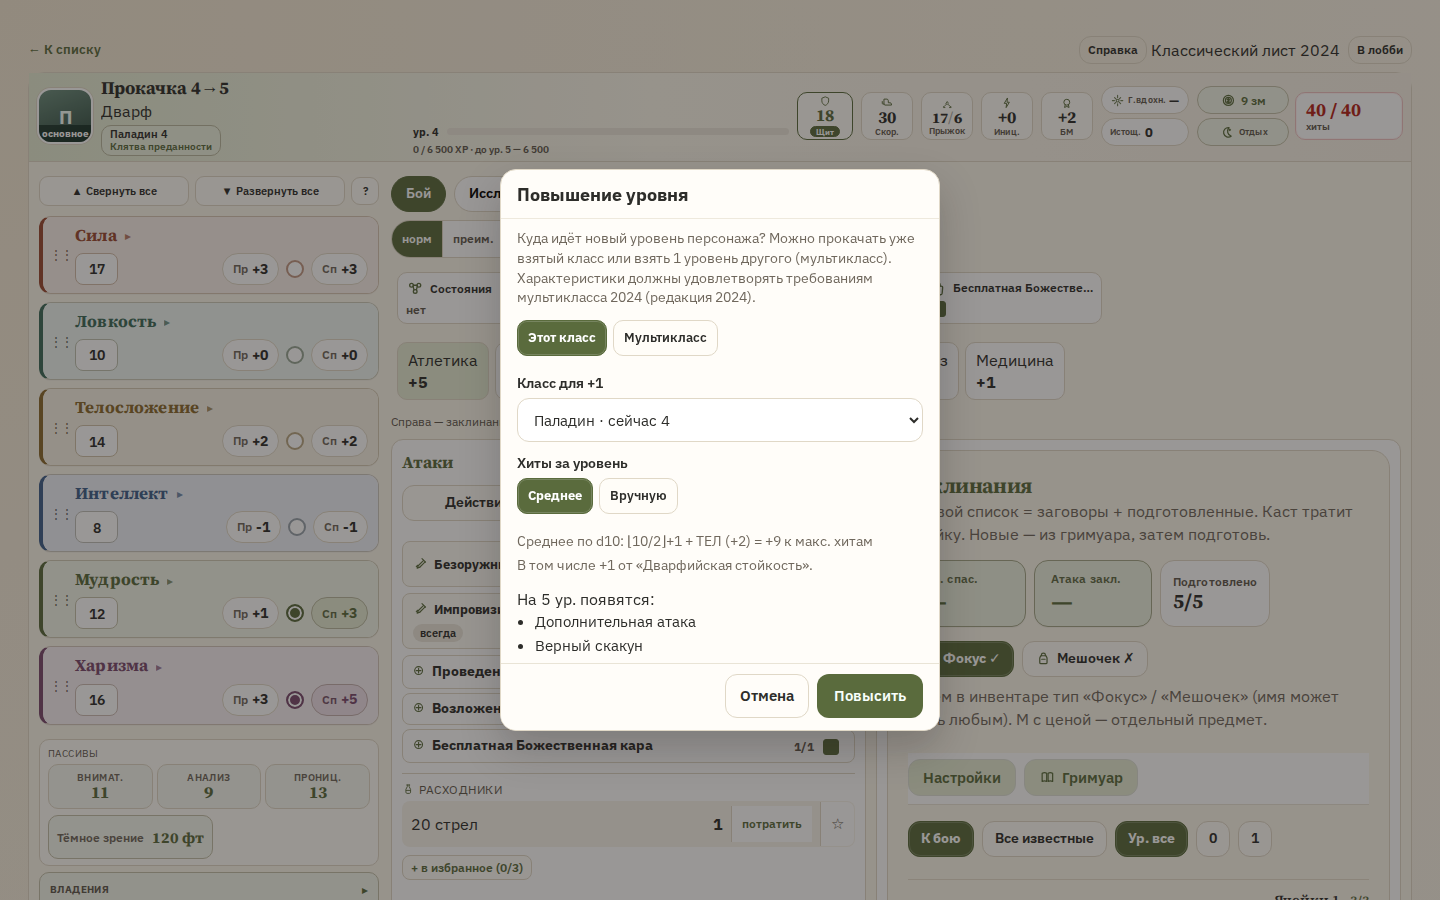 ← К списку
Справка
Классический лист 2024
В лобби
П
основное
Прокачка 4→5
Дварф
Паладин 4
Клятва преданности
ур. 4
0 / 6 500 XP · до ур. 5 — 6 500
18
Щит
30
Скор.
17/6
Прыжок
+0
Иниц.
+2
БМ
Г.вдохн. —
Истощ. 0
9 зм
Отдых
40 / 40
хиты
▲ Свернуть все
▼ Развернуть все
?
Сила ▸
17
Пр +3
Сп +3
Ловкость ▸
10
Пр +0
Сп +0
Телосложение ▸
14
Пр +2
Сп +2
Интеллект ▸
8
Пр -1
Сп -1
Мудрость ▸
12
Пр +1
Сп +3
Харизма ▸
16
Пр +3
Сп +5
ПАССИВЫ
ВНИМАТ.
11
АНАЛИЗ
9
ПРОНИЦ.
13
Тёмное зрение 120 фт
ВЛАДЕНИЯ ▸
Бой
норм
преим.
Состояния
нет
Бесплатная Божестве...
Атлетика
+5
Медицина
+1
Атаки
Импровиз
всегда
Бесплатная Божественная кара
1/1
РАСХОДНИКИ
20 стрел
1
потратить
☆
+ в избранное (0/3)
Повышение уровня
Куда идёт новый уровень персонажа? Можно прокачать уже
взятый класс или взять 1 уровень другого (мультикласс).
Характеристики должны удовлетворять требованиям
мультикласса 2024 (редакция 2024).
Этот класс
Мультикласс
Класс для +1
Паладин · сейчас 4
Хиты за уровень
Среднее
Вручную
Среднее по d10: ⌊10/2⌋+1 + ТЕЛ (+2) = +9 к макс. хитам
В том числе +1 от «Дварфийская стойкость».
На 5 ур. появятся:
• Дополнительная атака
• Верный скакун
Отмена
Повысить
список = заговоры + подготовленные. Каст тратит
Новые — из гримуара, затем подготовь.
спас.
—
Атака закл.
—
Подготовлено
5/5
Фокус ✓
Мешочек ✗
м в инвентаре тип «Фокус» / «Мешочек» (имя может
любым). М с ценой — отдельный предмет.
Настройки
Гримуар
К бою
Все известные
Ур. все
0
1